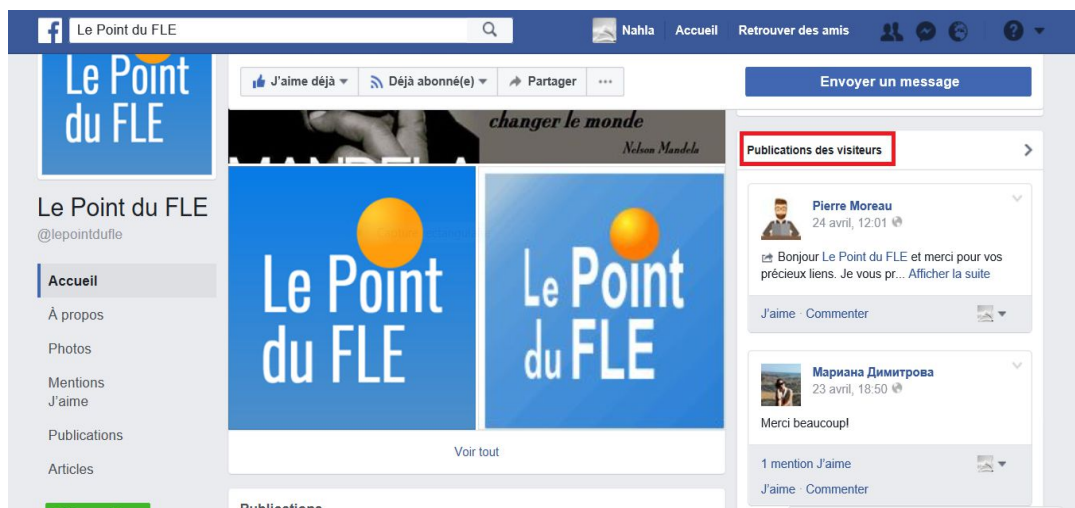 Le Point du FLE
Nahla Accueil Retrouver des amis
Le Point
du FLE
Le Point du FLE
@lepointdufle
Accueil
À propos
Photos
Mentions
J'aime
Publications
Articles
J'aime déjà Déjà abonné(e) Partager ...
changer le monde
Nelson Mandela
MANDELA
Le Point
du FLE
Le Point
du FLE
Voir tout
Publications
Envoyer un message
Publications des visiteurs
Pierre Moreau
24 avril, 12:01
Bonjour Le Point du FLE et merci pour vos
précieux liens. Je vous pr... Afficher la suite
J'aime · Commenter
Мариана Димитрова
23 avril, 18:50
Merci beaucoup!
1 mention J'aime
J'aime · Commenter